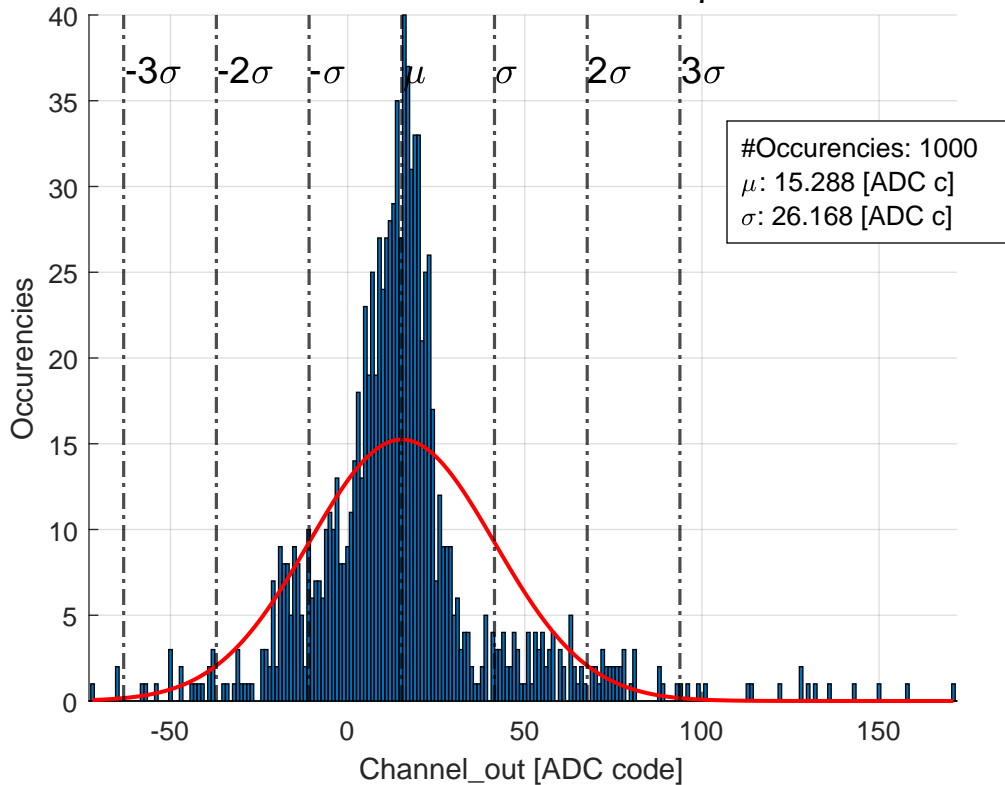 40
35
30
25
20
15
10
5
0
Occurencies
-3σ -2σ -σ μ σ 2σ 3σ
#Occurencies: 1000
μ: 15.288 [ADC c]
σ: 26.168 [ADC c]
-50 0 50 100 150
Channel_out [ADC code]